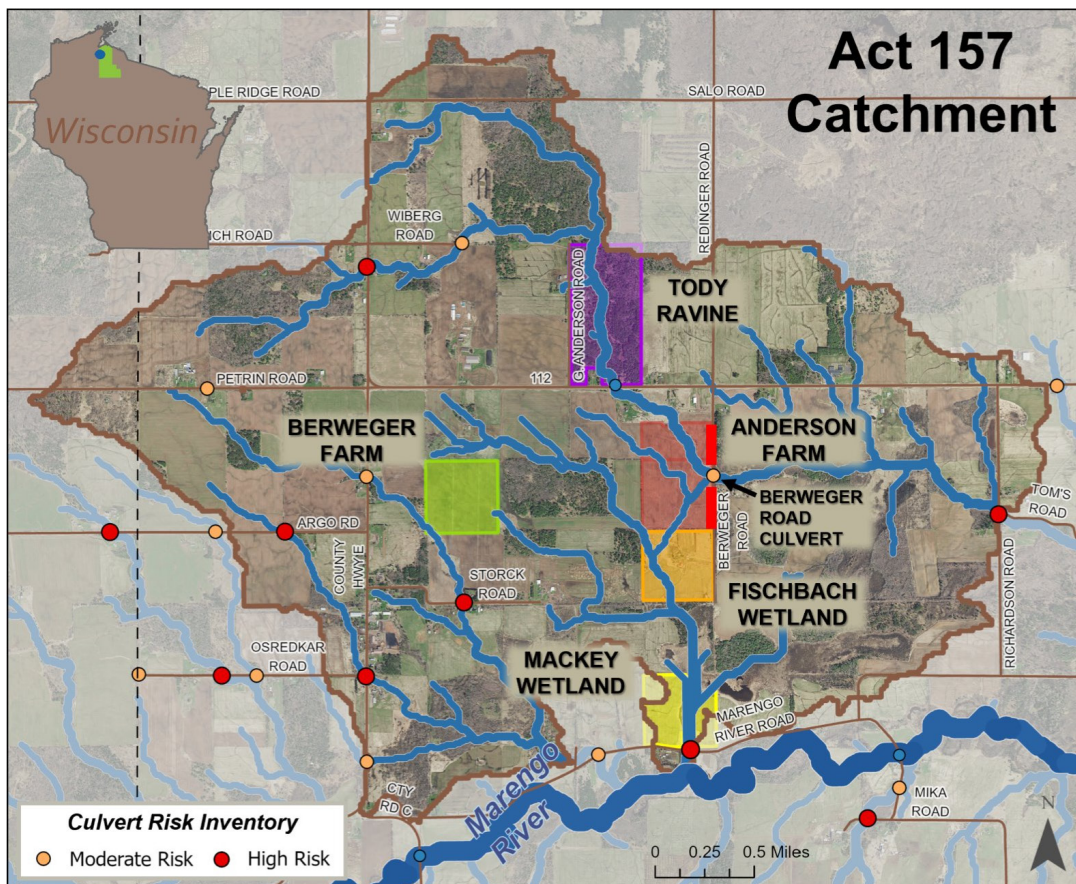 Act 157
Catchment
Wisconsin
PLE RIDGE ROAD
SALO ROAD
REDINGER ROAD
WIBERG
ROAD
NCH ROAD
G. ANDERSON ROAD
TODY
RAVINE
PETRIN ROAD
112
BERWEGER
FARM
ANDERSON
FARM
BERWEGER
ROAD
CULVERT
BERWEGER
ROAD
TOM'S
ROAD
ARGO RD
COUNTY
HWY E
STORCK
ROAD
FISCHBACH
WETLAND
RICHARDSON ROAD
OSREDKAR
ROAD
MACKEY
WETLAND
MARENGO
RIVER ROAD
Marengo
River
CTY
RD C
MIKA
ROAD
N
Culvert Risk Inventory
Moderate Risk
High Risk
0 0.25 0.5 Miles